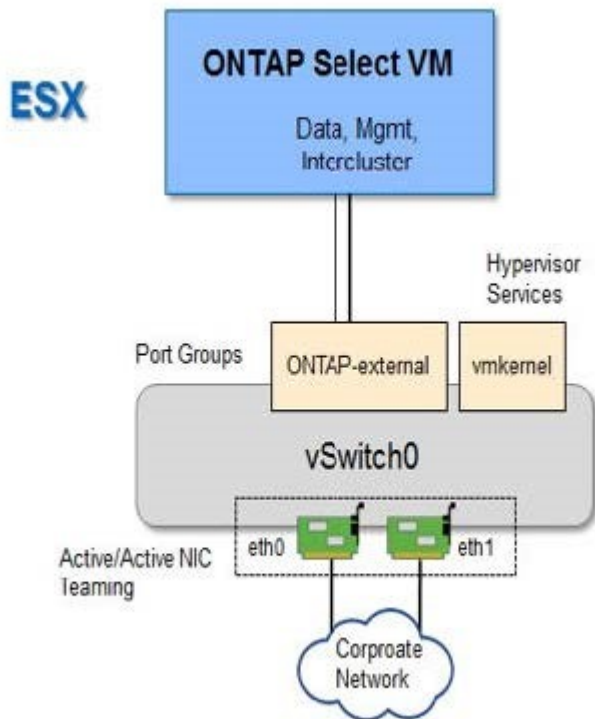 ESX
ONTAP Select VM
Data, Mgmt,
Intercluster
Hypervisor
Services
Port Groups
ONTAP-external
vmkernel
vSwitch0
eth0
eth1
Active/Active NIC
Teaming
Corproate
Network